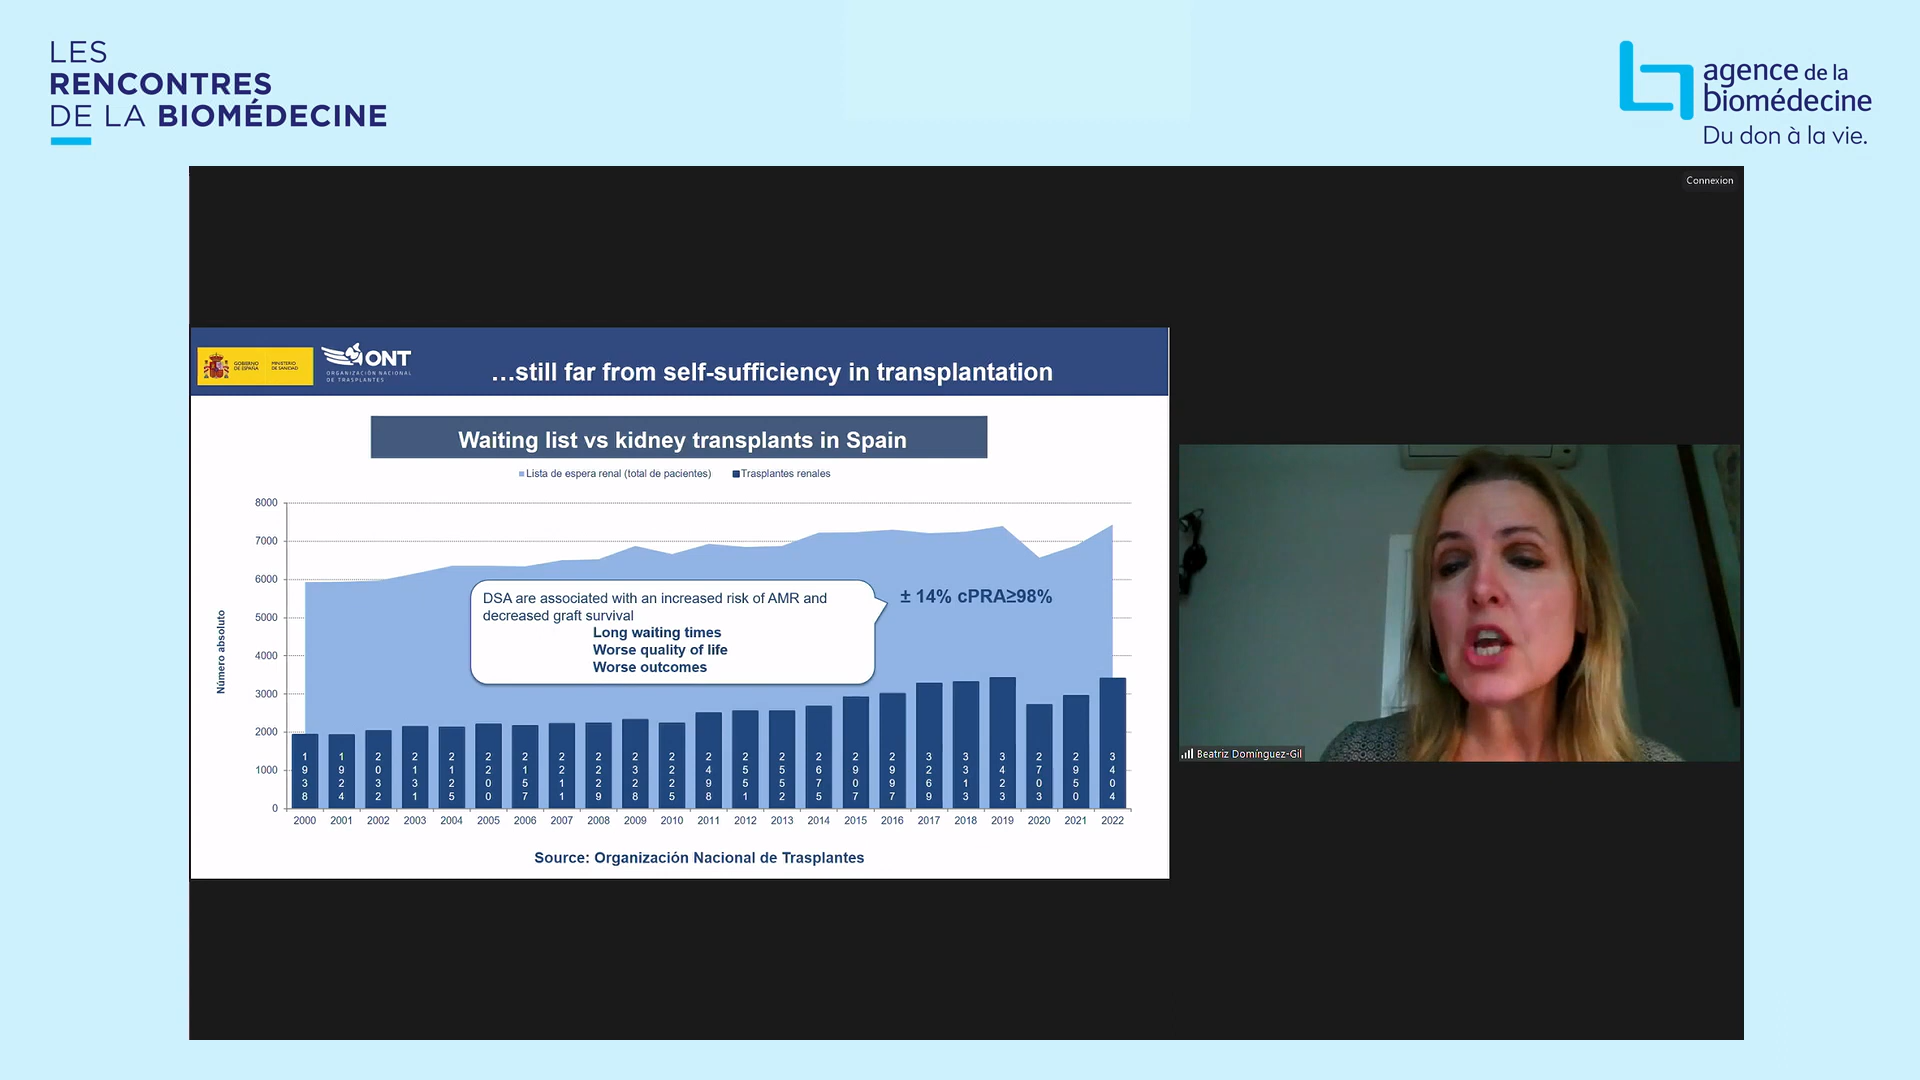 LES
RENCONTRES
DE LA BIOMÉDECINE
agence de la
biomédecine
Du don à la vie.
Connexion
GOBIERNO
DE ESPAÑA
MINISTERIO
DE SANIDAD
ONT
ORGANIZACIÓN NACIONAL
DE TRASPLANTES
...still far from self-sufficiency in transplantation
Waiting list vs kidney transplants in Spain
Lista de espera renal (total de pacientes) Trasplantes renales
Número absoluto
8000
7000
6000
5000
4000
3000
2000
1000
0
DSA are associated with an increased risk of AMR and
decreased graft survival
Long waiting times
Worse quality of life
Worse outcomes
± 14% cPRA≥98%
1938 1924 2032 2131 2125 2200 2157 2211 2229 2328 2225 2498 2551 2552 2675 2907 2997 3269 3313 3423 2703 2950 3404
2000 2001 2002 2003 2004 2005 2006 2007 2008 2009 2010 2011 2012 2013 2014 2015 2016 2017 2018 2019 2020 2021 2022
Source: Organización Nacional de Trasplantes
Beatriz Domínguez-Gil